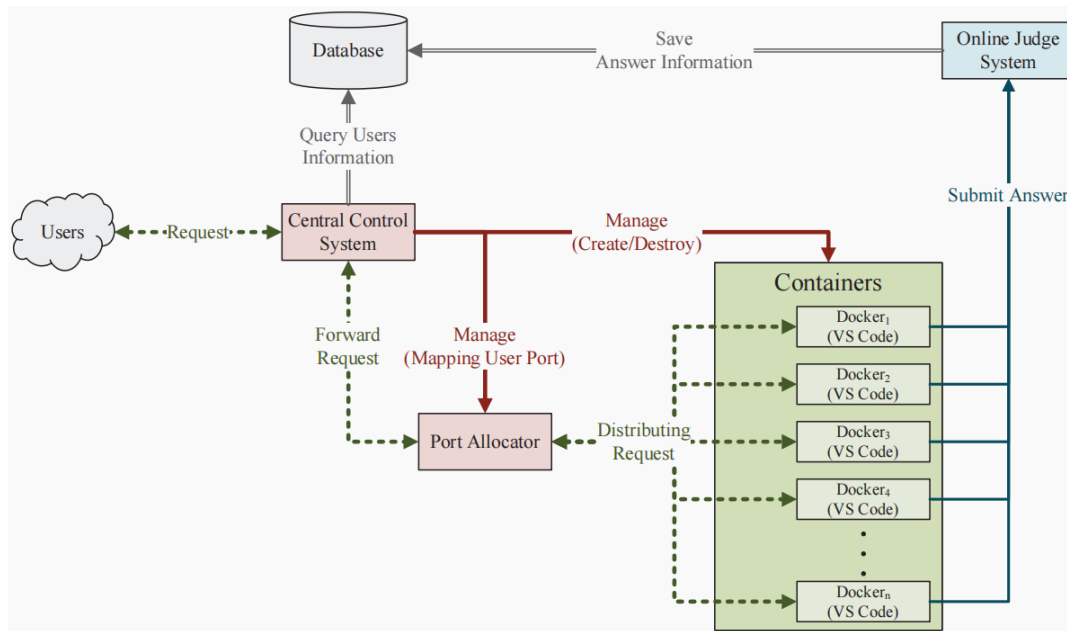 Database
Save
Answer Information
Online Judge
System
Query Users
Information
Submit Answer
Users
Request
Central Control
System
Manage
(Create/Destroy)
Containers
Docker₁
(VS Code)
Forward
Request
Manage
(Mapping User Port)
Docker₂
(VS Code)
Port Allocator
Distributing
Request
Docker₃
(VS Code)
Docker₄
(VS Code)
Dockerₙ
(VS Code)